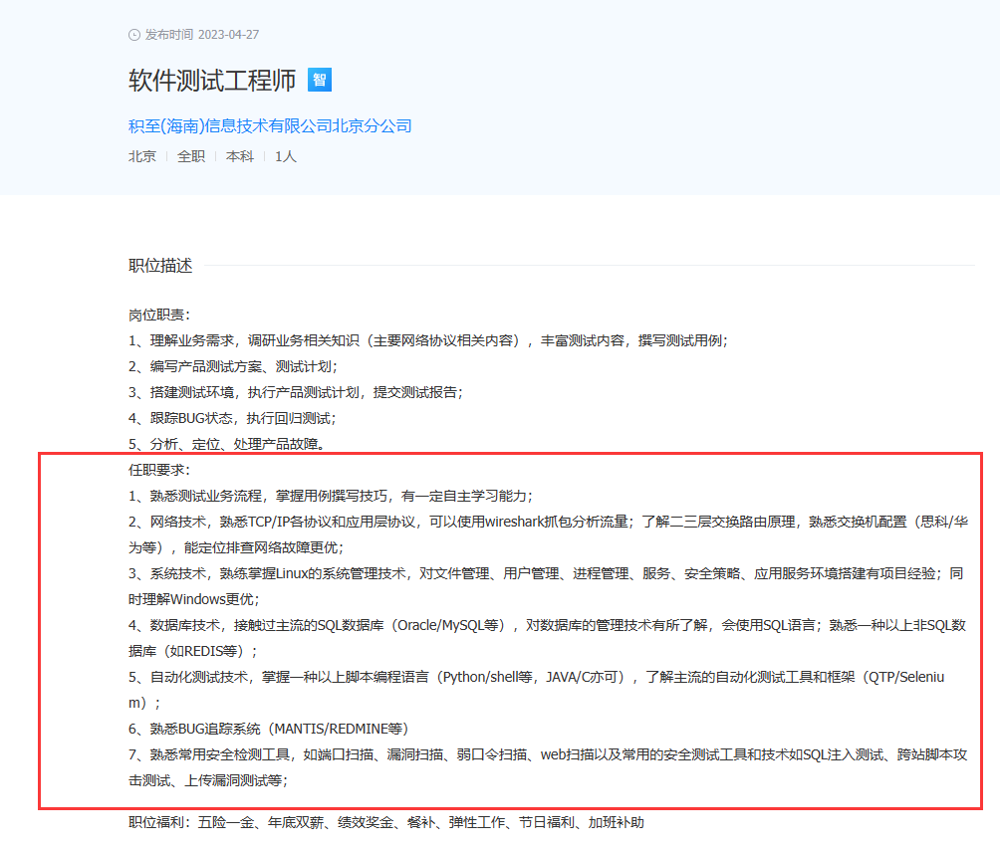 发布时间 2023-04-27
软件测试工程师 智
积至(海南)信息技术有限公司北京分公司
北京 全职 本科 1人
职位描述
岗位职责：
1、理解业务需求，调研业务相关知识（主要网络协议相关内容），丰富测试内容，撰写测试用例；
2、编写产品测试方案、测试计划；
3、搭建测试环境，执行产品测试计划，提交测试报告；
4、跟踪BUG状态，执行回归测试；
5、分析、定位、处理产品故障。
任职要求：
1、熟悉测试业务流程，掌握用例撰写技巧，有一定自主学习能力；
2、网络技术，熟悉TCP/IP各协议和应用层协议，可以使用wireshark抓包分析流量；了解二三层交换路由原理，熟悉交换机配置（思科/华
为等），能定位排查网络故障更优；
3、系统技术，熟练掌握Linux的系统管理技术，对文件管理、用户管理、进程管理、服务、安全策略、应用服务环境搭建有项目经验；同
时理解Windows更优；
4、数据库技术，接触过主流的SQL数据库（Oracle/MySQL等），对数据库的管理技术有所了解，会使用SQL语言；熟悉一种以上非SQL数
据库（如REDIS等）；
5、自动化测试技术，掌握一种以上脚本编程语言（Python/shell等，JAVA/C亦可），了解主流的自动化测试工具和框架（QTP/Seleniu
m）；
6、熟悉BUG追踪系统（MANTIS/REDMINE等）
7、熟悉常用安全检测工具，如端口扫描、漏洞扫描、弱口令扫描、web扫描以及常用的安全测试工具和技术如SQL注入测试、跨站脚本攻
击测试、上传漏洞测试等；
职位福利：五险一金、年底双薪、绩效奖金、餐补、弹性工作、节日福利、加班补助